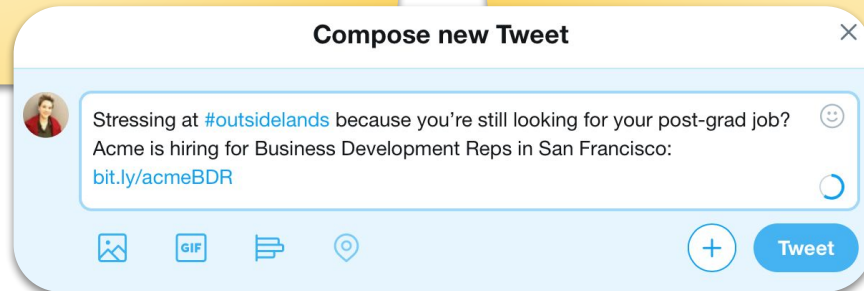 Compose new Tweet
Stressing at #outsidelands because you’re still looking for your post-grad job?
Acme is hiring for Business Development Reps in San Francisco:
bit.ly/acmeBDR
GIF
Tweet